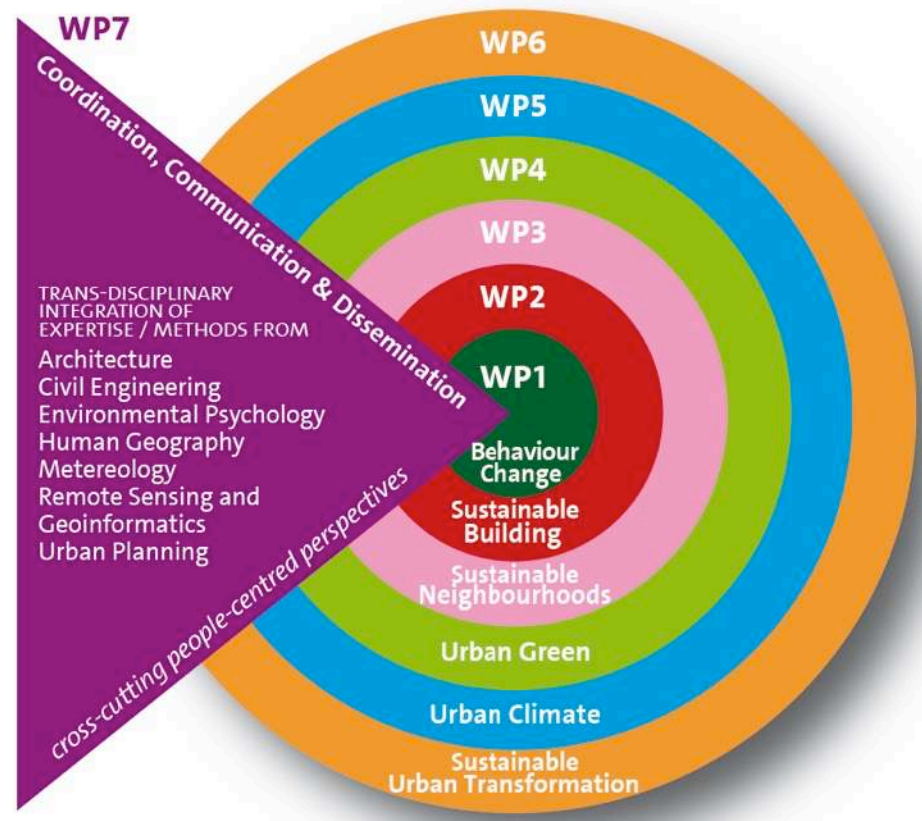 WP7
Coordination, Communication & Dissemination
TRANS-DISCIPLINARY
INTEGRATION OF
EXPERTISE / METHODS FROM
Architecture
Civil Engineering
Environmental Psychology
Human Geography
Metereology
Remote Sensing and
Geoinformatics
Urban Planning
cross-cutting people-centred perspectives
WP6
WP5
WP4
WP3
WP2
WP1
Behaviour
Change
Sustainable
Building
Sustainable
Neighbourhoods
Urban Green
Urban Climate
Sustainable
Urban Transformation